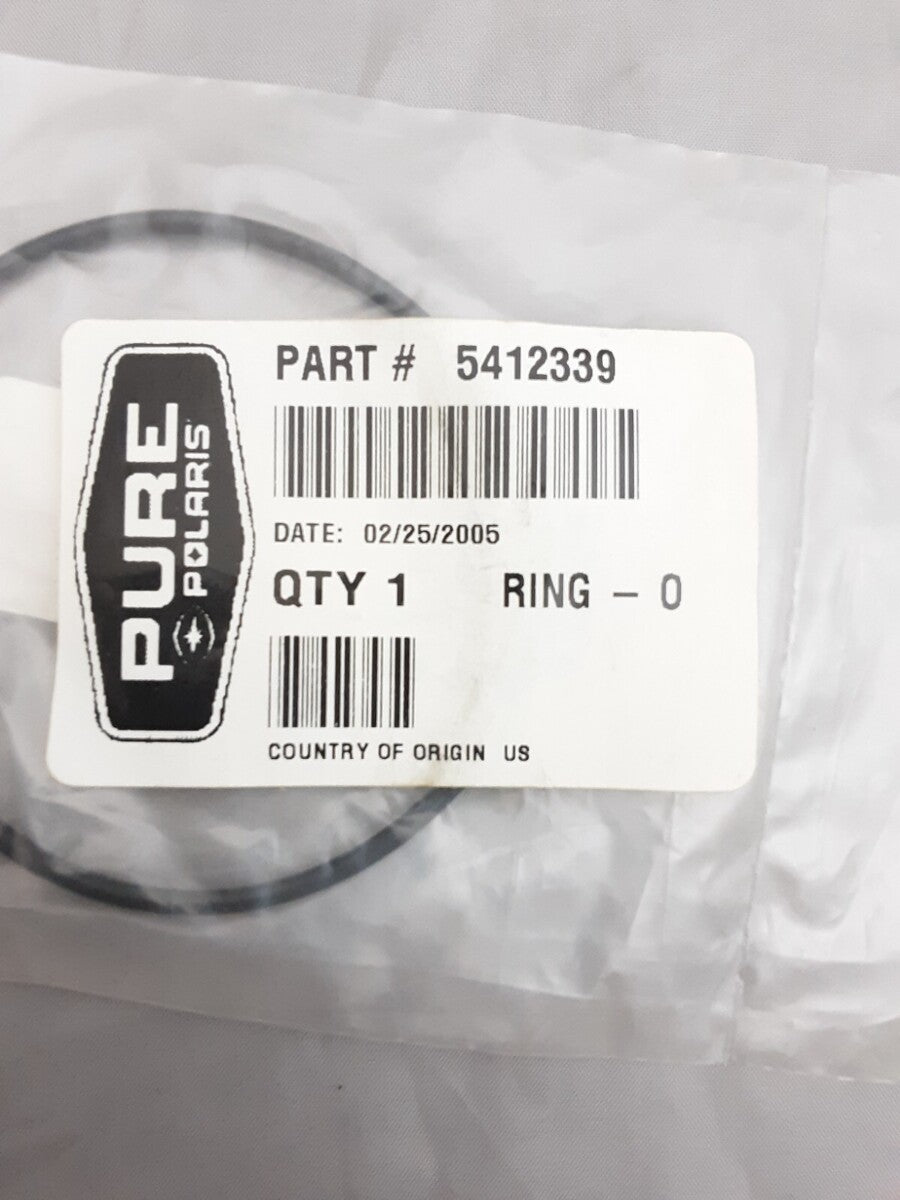 PURE
POLARIS
PART # 5412339
DATE: 02/25/2005
QTY 1 RING - O
COUNTRY OF ORIGIN US